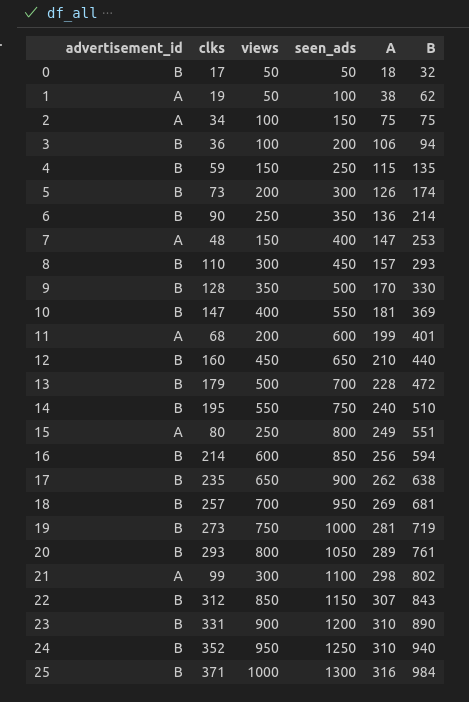 df_all ...
advertisement_id clks views seen_ads A B
0 B 17 50 50 18 32
1 A 19 50 100 38 62
2 A 34 100 150 75 75
3 B 36 100 200 106 94
4 B 59 150 250 115 135
5 B 73 200 300 126 174
6 B 90 250 350 136 214
7 A 48 150 400 147 253
8 B 110 300 450 157 293
9 B 128 350 500 170 330
10 B 147 400 550 181 369
11 A 68 200 600 199 401
12 B 160 450 650 210 440
13 B 179 500 700 228 472
14 B 195 550 750 240 510
15 A 80 250 800 249 551
16 B 214 600 850 256 594
17 B 235 650 900 262 638
18 B 257 700 950 269 681
19 B 273 750 1000 281 719
20 B 293 800 1050 289 761
21 A 99 300 1100 298 802
22 B 312 850 1150 307 843
23 B 331 900 1200 310 890
24 B 352 950 1250 310 940
25 B 371 1000 1300 316 984